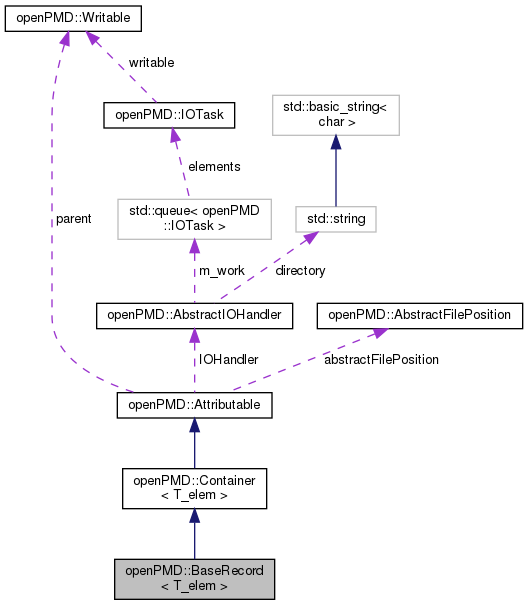 openPMD::Writable
writable
openPMD::IOTask
std::basic_string<
char >
elements
parent
std::queue< openPMD
::IOTask >
std::string
m_work
directory
openPMD::AbstractIOHandler
openPMD::AbstractFilePosition
IOHandler
abstractFilePosition
openPMD::Attributable
openPMD::Container
< T_elem >
openPMD::BaseRecord
< T_elem >